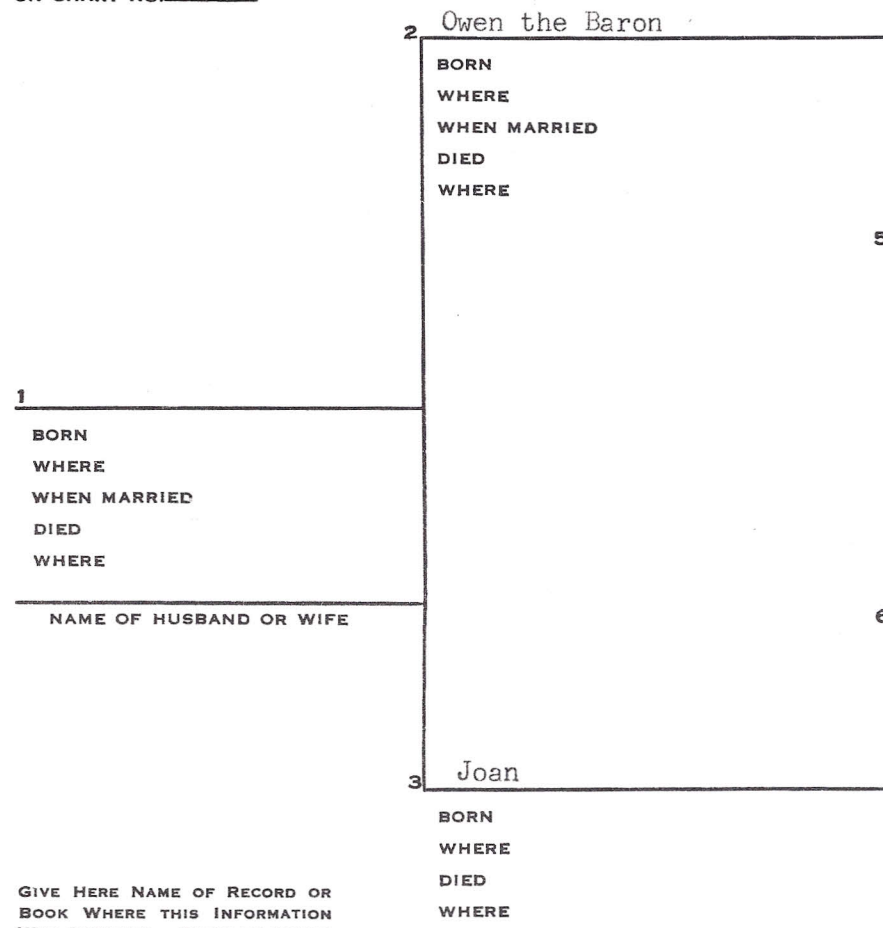 2 Owen the Baron
BORN
WHERE
WHEN MARRIED
DIED
WHERE
5
1
BORN
WHERE
WHEN MARRIED
DIED
WHERE
NAME OF HUSBAND OR WIFE
6
3 Joan
BORN
WHERE
DIED
WHERE
GIVE HERE NAME OF RECORD OR
BOOK WHERE THIS INFORMATION